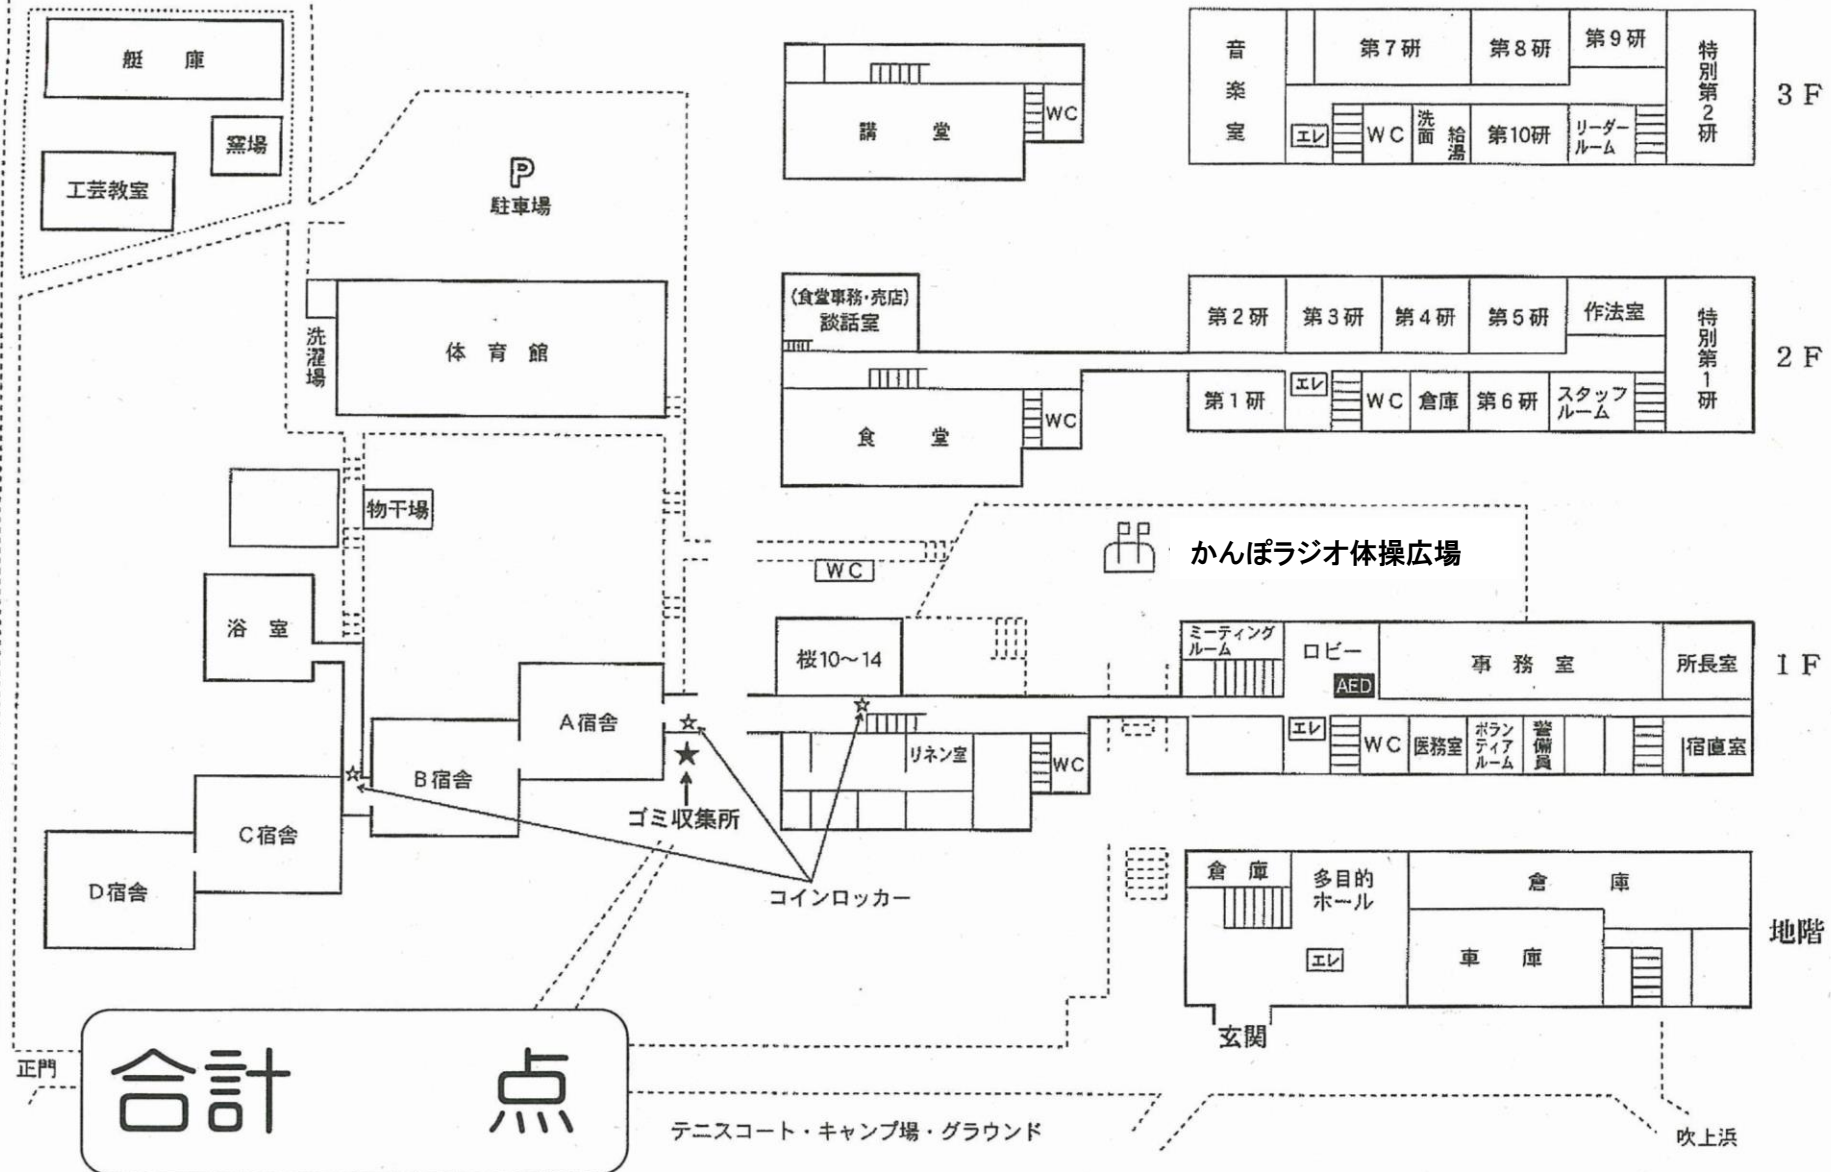 艇庫
窯場
工芸教室
P
駐車場
洗濯場
体育館
物干場
浴室
A宿舎
B宿舎
C宿舎
D宿舎
ゴミ収集所
コインロッカー
講堂
WC
音楽室
第7研
第8研
第9研
特別第2研
エレ
WC
洗面
給湯
第10研
リーダー
ルーム
3F
(食堂事務・売店)
談話室
食堂
WC
第2研
第3研
第4研
第5研
作法室
特別第1研
第1研
エレ
WC
倉庫
第6研
スタッフ
ルーム
2F
かんぽラジオ体操広場
WC
桜10~14
リネン室
WC
ミーティング
ルーム
ロビー
AED
事務室
所長室
エレ
WC
医務室
ボラン
ティア
ルーム
警備員
宿直室
1F
倉庫
多目的
ホール
エレ
倉庫
車庫
玄関
地階
正門
合計 点
テニスコート・キャンプ場・グラウンド
吹上浜